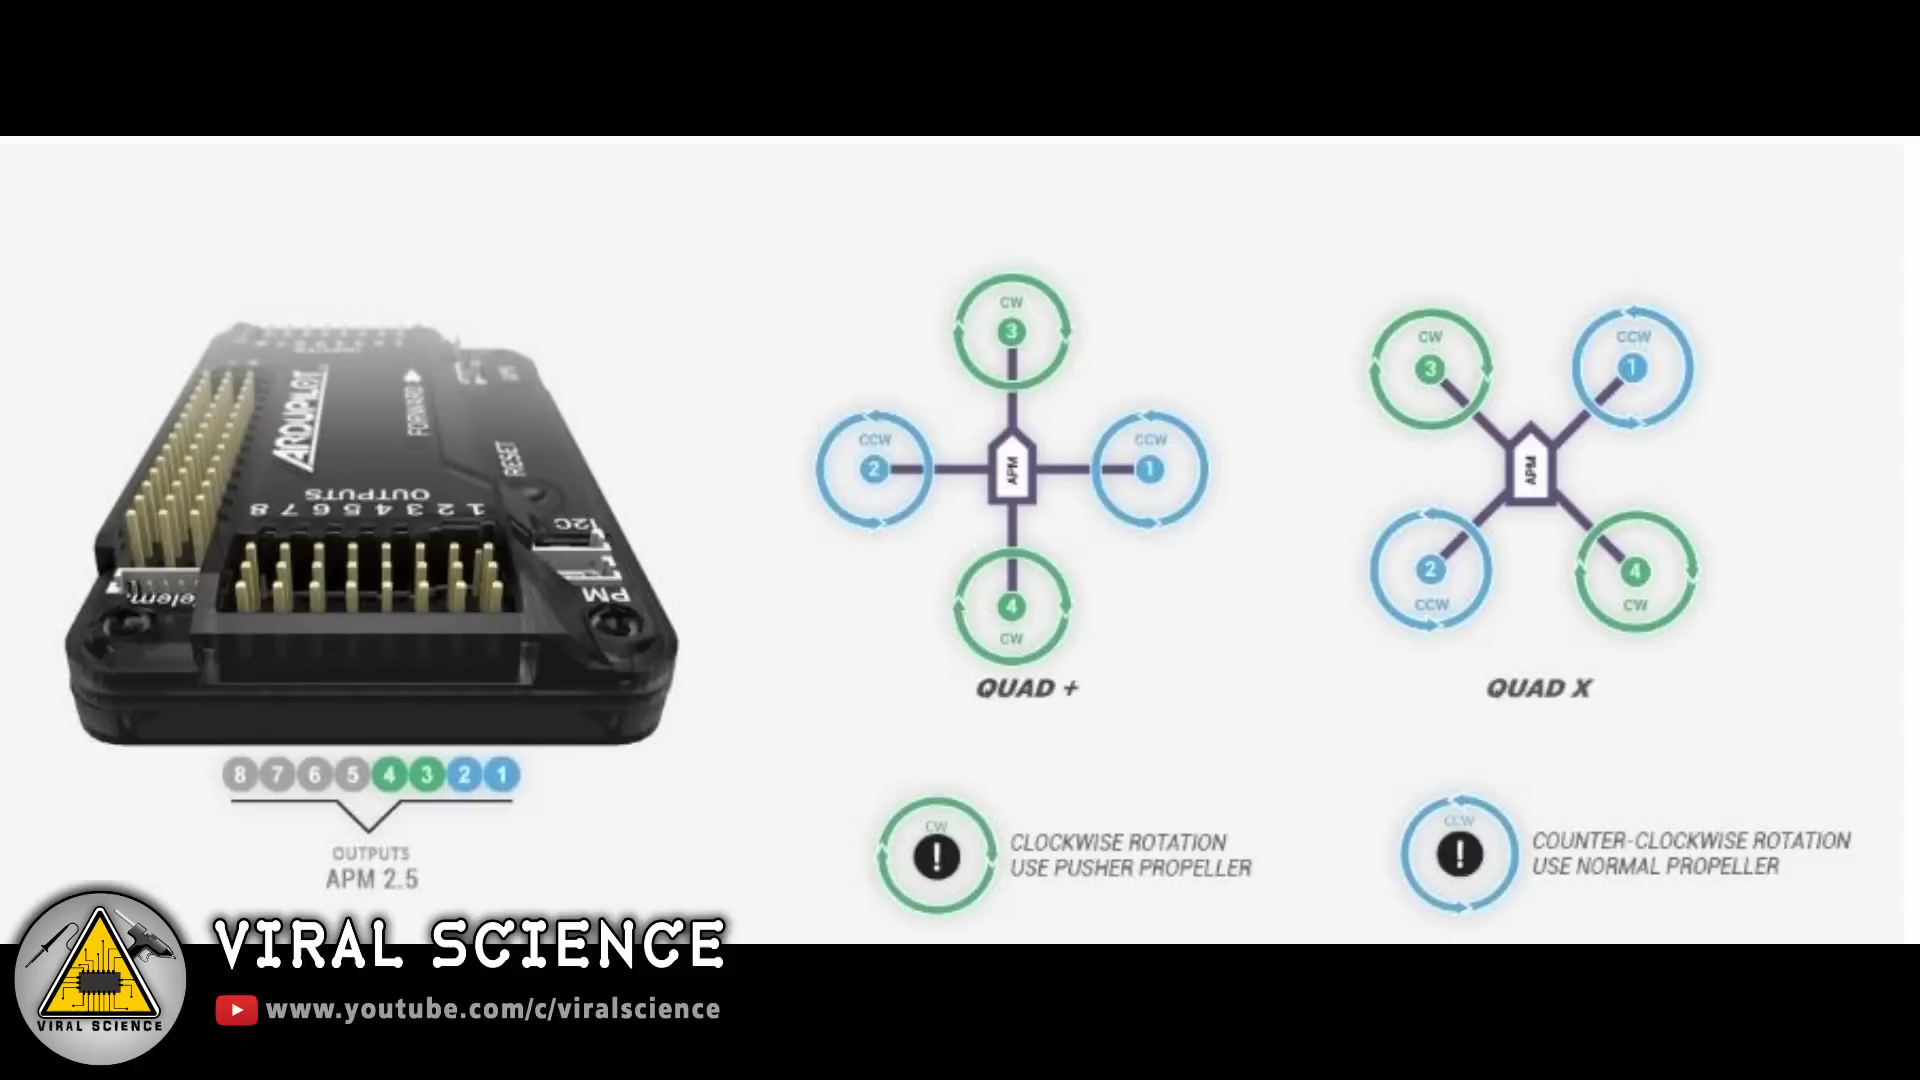 ARDUPILOT
FORWARD
RESET
OUTPUTS
8 7 6 5 4 3 2 1
I2C
PM
8 7 6 5 4 3 2 1
OUTPUTS
APM 2.5
CW
3
CCW
2
APM
CCW
1
4
CW
QUAD +
CW
3
CCW
1
APM
2
CCW
4
CW
QUAD X
CW
!
CLOCKWISE ROTATION
USE PUSHER PROPELLER
CCW
!
COUNTER-CLOCKWISE ROTATION
USE NORMAL PROPELLER
VIRAL SCIENCE
VIRAL SCIENCE
www.youtube.com/c/viralscience